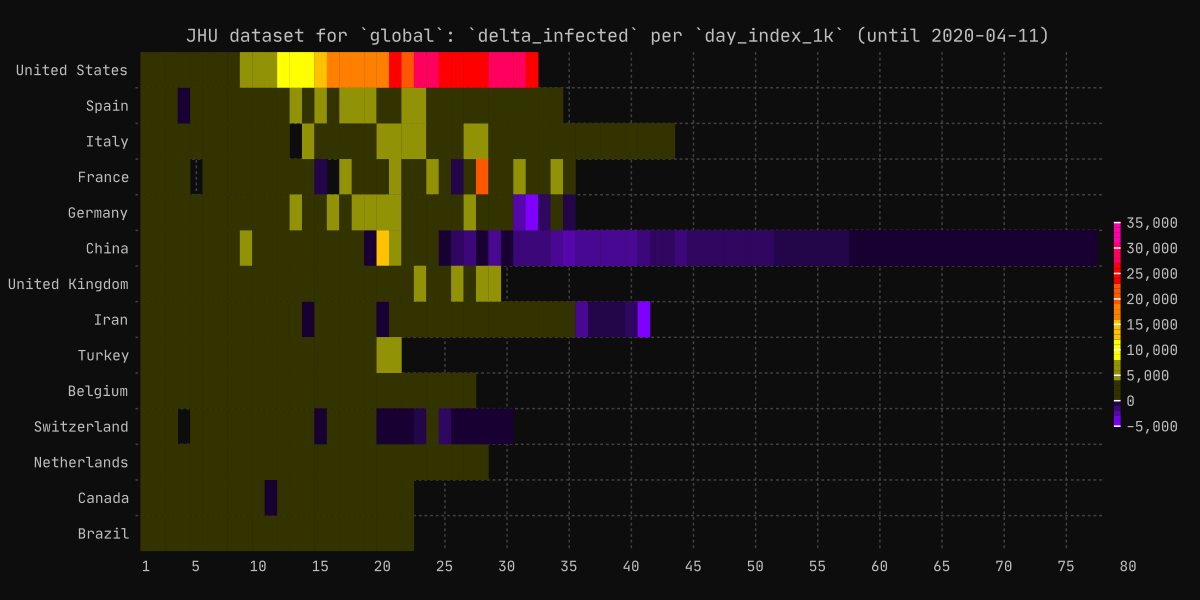 JHU dataset for `global`: `delta_infected` per `day_index_1k` (until 2020-04-11)
United States
Spain
Italy
France
Germany
China
United Kingdom
Iran
Turkey
Belgium
Switzerland
Netherlands
Canada
Brazil
1 5 10 15 20 25 30 35 40 45 50 55 60 65 70 75 80
35,000
30,000
25,000
20,000
15,000
10,000
5,000
0
-5,000